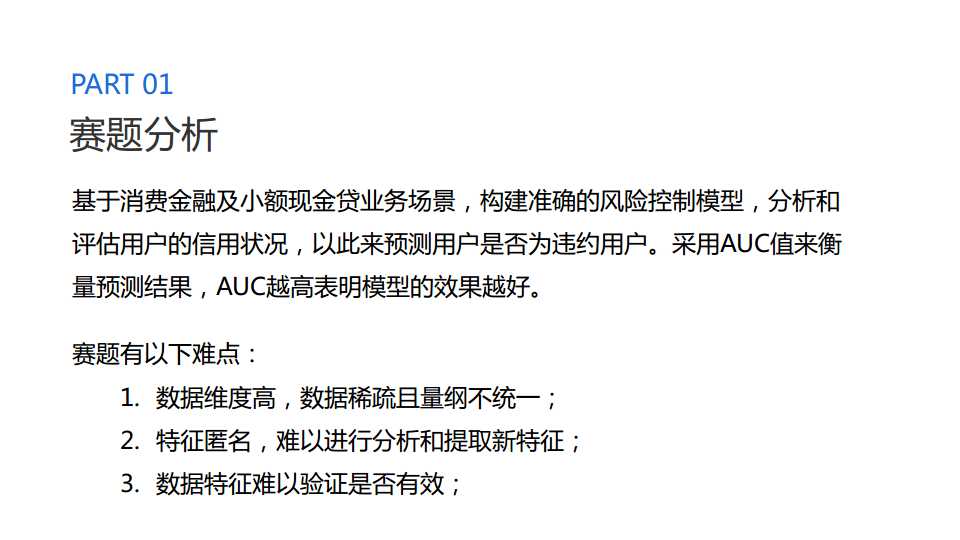 PART 01
赛题分析
基于消费金融及小额现金贷业务场景，构建准确的风险控制模型，分析和
评估用户的信用状况，以此来预测用户是否为违约用户。采用AUC值来衡
量预测结果，AUC越高表明模型的效果越好。
赛题有以下难点：
1. 数据维度高，数据稀疏且量纲不统一；
2. 特征匿名，难以进行分析和提取新特征；
3. 数据特征难以验证是否有效；